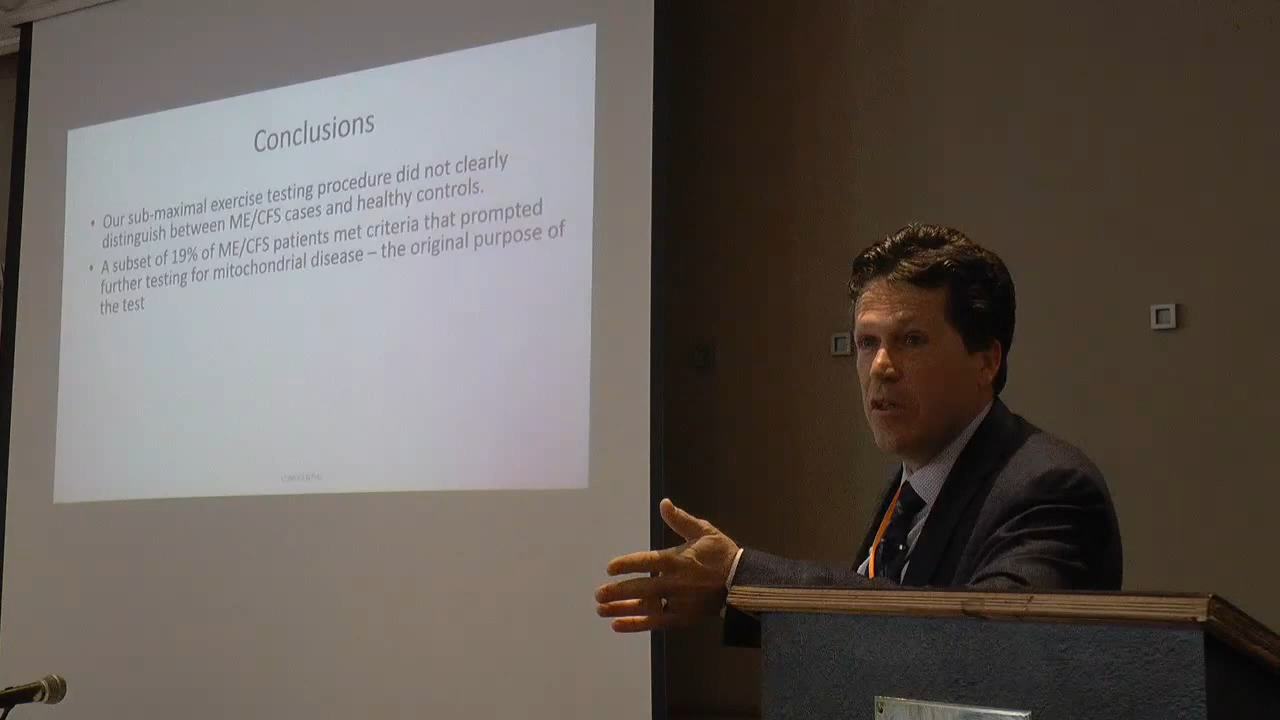 Conclusions
• Our sub-maximal exercise testing procedure did not clearly
distinguish between ME/CFS cases and healthy controls.
• A subset of 19% of ME/CFS patients met criteria that prompted
further testing for mitochondrial disease – the original purpose of
the test